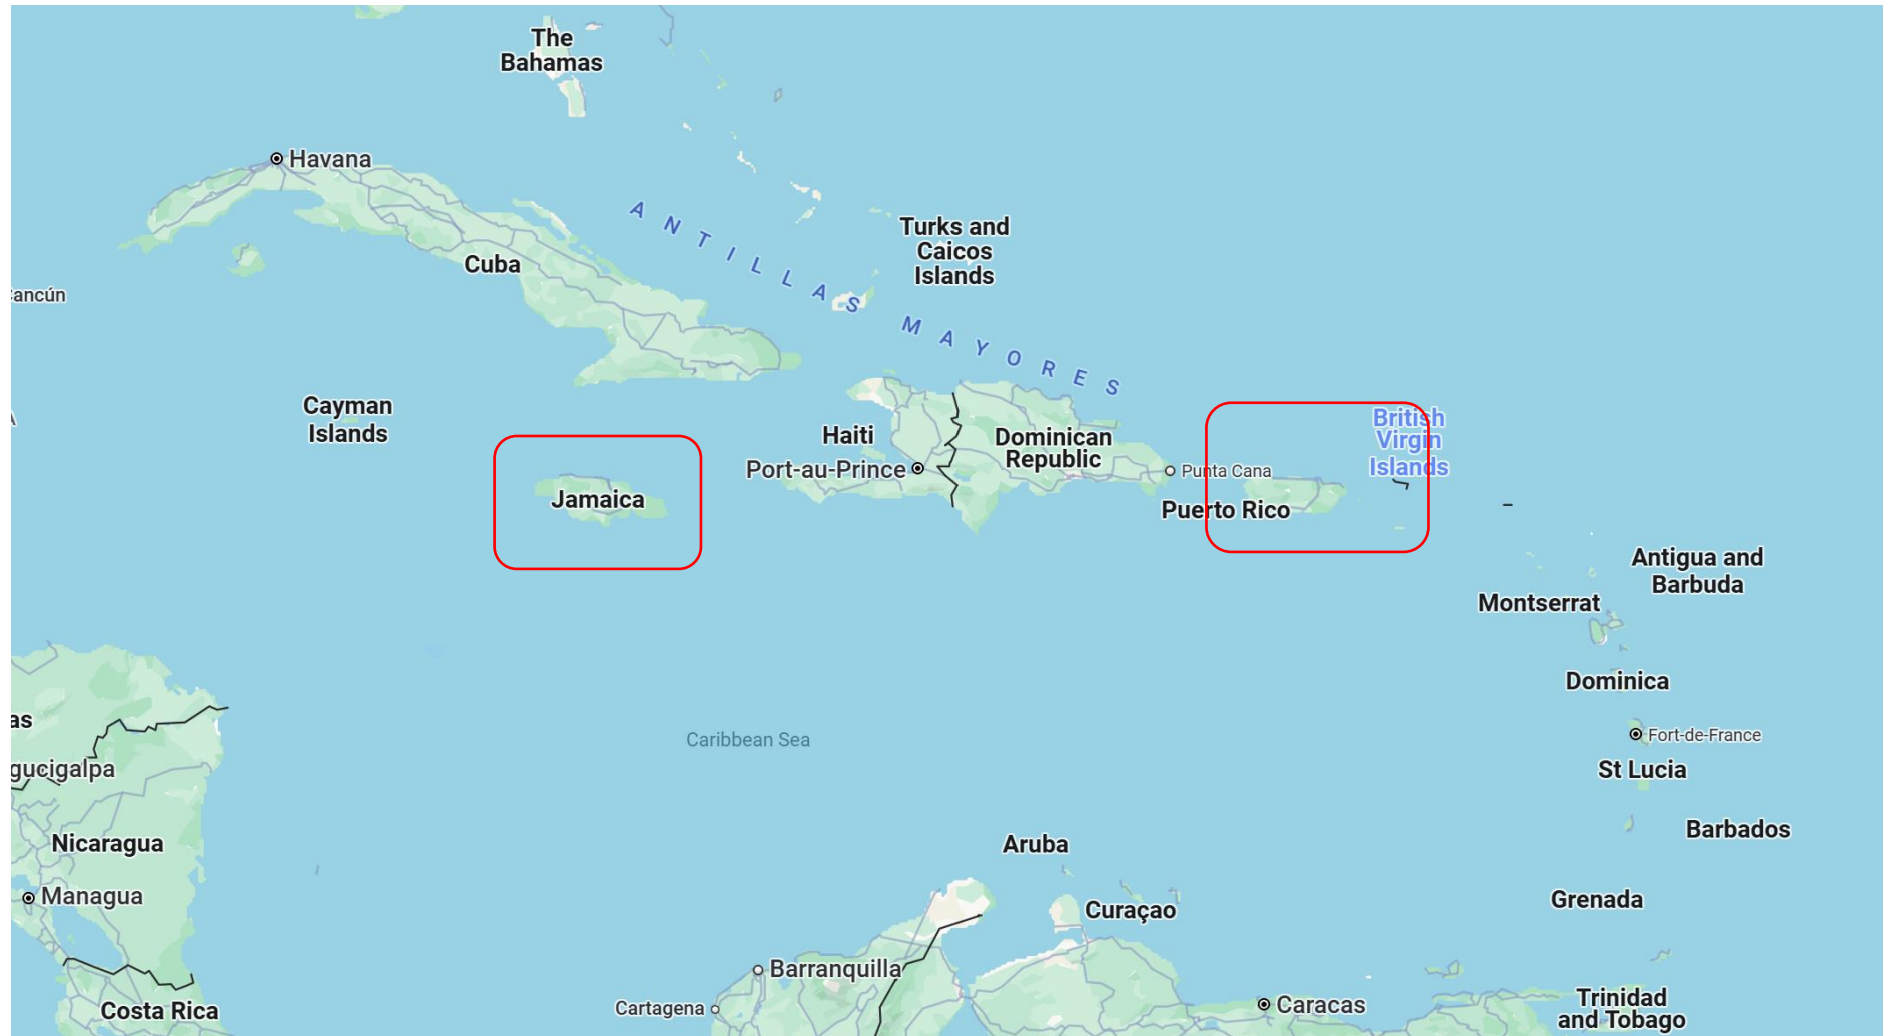 The
Bahamas
Havana
ANTILLAS MAYORES
Turks and
Caicos
Islands
Cuba
Cayman
Islands
Haiti
Dominican
Republic
British
Virgin
Islands
Port-au-Prince
Punta Cana
Jamaica
Puerto Rico
Antigua and
Barbuda
Montserrat
Dominica
Caribbean Sea
Fort-de-France
St Lucia
ancún
as
gucigalpa
Nicaragua
Barbados
Aruba
Managua
Curaçao
Grenada
Barranquilla
Cartagena
Caracas
Costa Rica
Trinidad
and Tobago